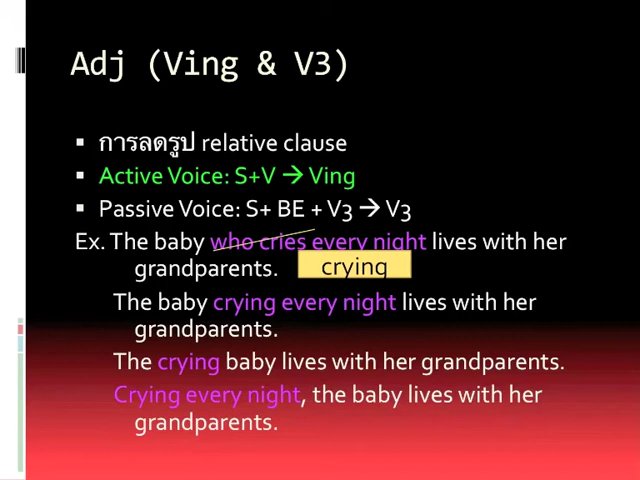 Adj (Ving & V3)
▪ การลดรูป relative clause
▪ Active Voice: S+V → Ving
▪ Passive Voice: S+ BE + V3 → V3
Ex. The baby who cries every night lives with her
grandparents.
crying
The baby crying every night lives with her
grandparents.
The crying baby lives with her grandparents.
Crying every night, the baby lives with her
grandparents.